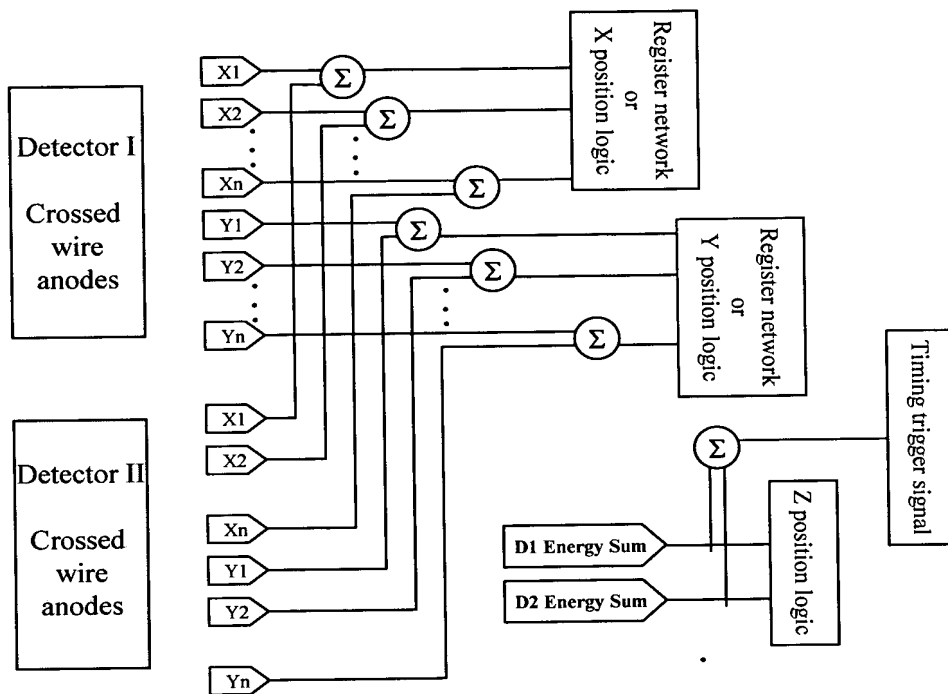 Detector I
Crossed
wire
anodes
X1
X2
Xn
Y1
Y2
Yn
Σ
Σ
Σ
Σ
Σ
Σ
Register network
or
X position logic
Register network
or
Y position logic
Detector II
Crossed
wire
anodes
X1
X2
Xn
Y1
Y2
Yn
Σ
Timing trigger signal
D1 Energy Sum
D2 Energy Sum
Z position logic